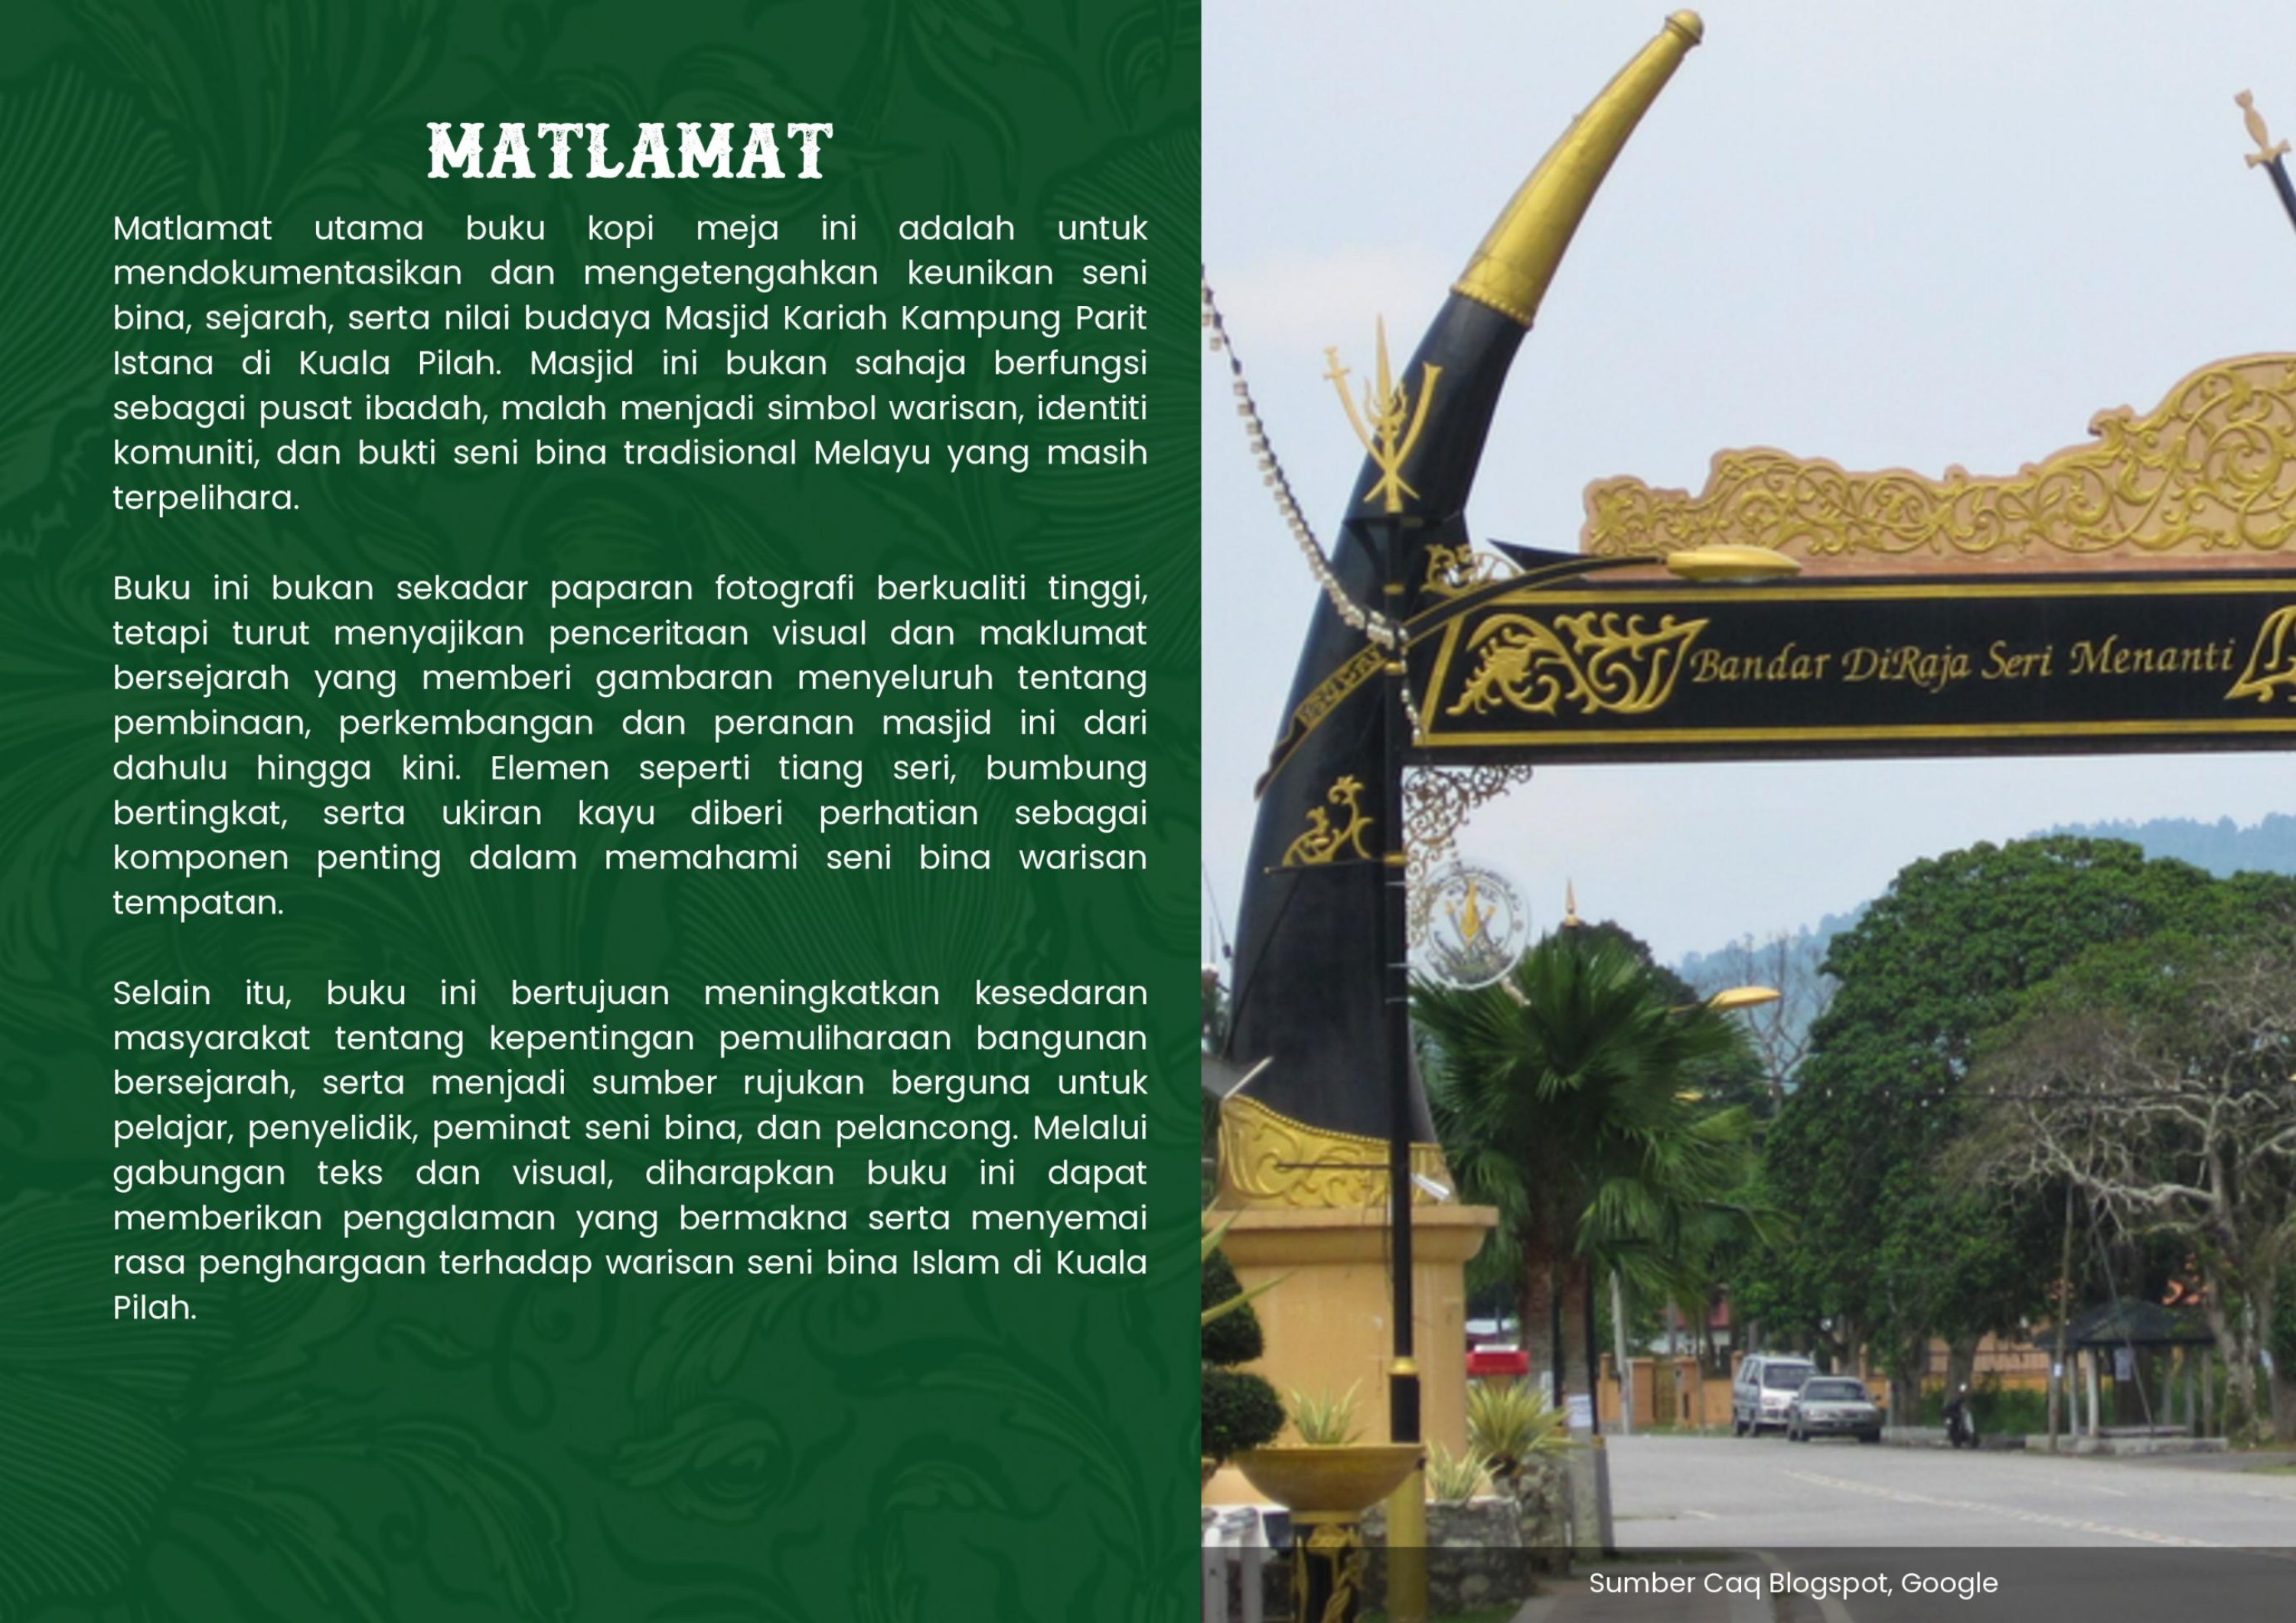 MATLAMAT
Matlamat utama buku kopi meja ini adalah untuk
mendokumentasikan dan mengetengahkan keunikan seni
bina, sejarah, serta nilai budaya Masjid Kariah Kampung Parit
Istana di Kuala Pilah. Masjid ini bukan sahaja berfungsi
sebagai pusat ibadah, malah menjadi simbol warisan, identiti
komuniti, dan bukti seni bina tradisional Melayu yang masih
terpelihara.
Buku ini bukan sekadar paparan fotografi berkualiti tinggi,
tetapi turut menyajikan penceritaan visual dan maklumat
bersejarah yang memberi gambaran menyeluruh tentang
pembinaan, perkembangan dan peranan masjid ini dari
dahulu hingga kini. Elemen seperti tiang seri, bumbung
bertingkat, serta ukiran kayu diberi perhatian sebagai
komponen penting dalam memahami seni bina warisan
tempatan.
Selain itu, buku ini bertujuan meningkatkan kesedaran
masyarakat tentang kepentingan pemuliharaan bangunan
bersejarah, serta menjadi sumber rujukan berguna untuk
pelajar, penyelidik, peminat seni bina, dan pelancong. Melalui
gabungan teks dan visual, diharapkan buku ini dapat
memberikan pengalaman yang bermakna serta menyemai
rasa penghargaan terhadap warisan seni bina Islam di Kuala
Pilah.
Bandar DiRaja Seri Menanti
Sumber Caq Blogspot, Google